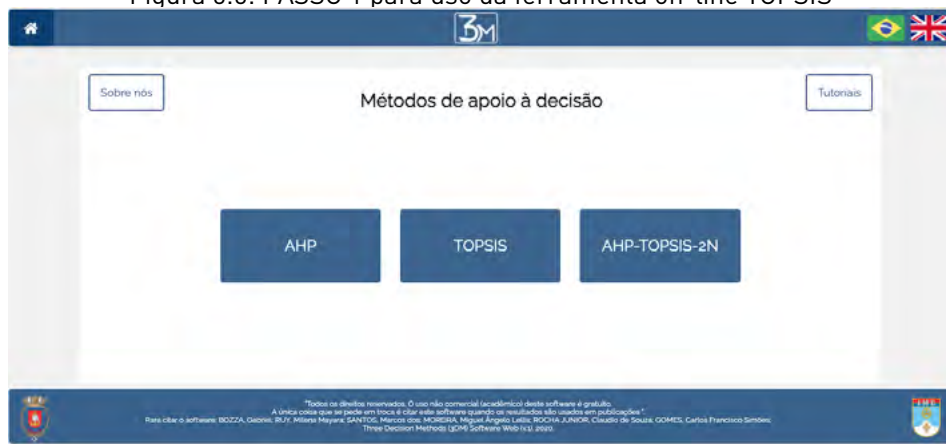 PASSO 1 para uso da ferramenta on-line TOPSIS
3M
Sobre nós
Métodos de apoio à decisão
Tutoriais
AHP
TOPSIS
AHP-TOPSIS-2N
"Todos os direitos reservados. O uso não comercial (acadêmico) deste software é gratuito.
A única coisa que se pede em troca é citar este software quando os resultados são usados em publicações".
Para citar o software: BOZZA, Gabriel; RUY, Milena Mayara; SANTOS, Marcos dos; MOREIRA, Miguel Ângelo Lellis; ROCHA JUNIOR, Claudio de Souza; GOMES, Carlos Francisco Simões;
Three Decision Methods (3DM) Software Web (v.1). 2020.